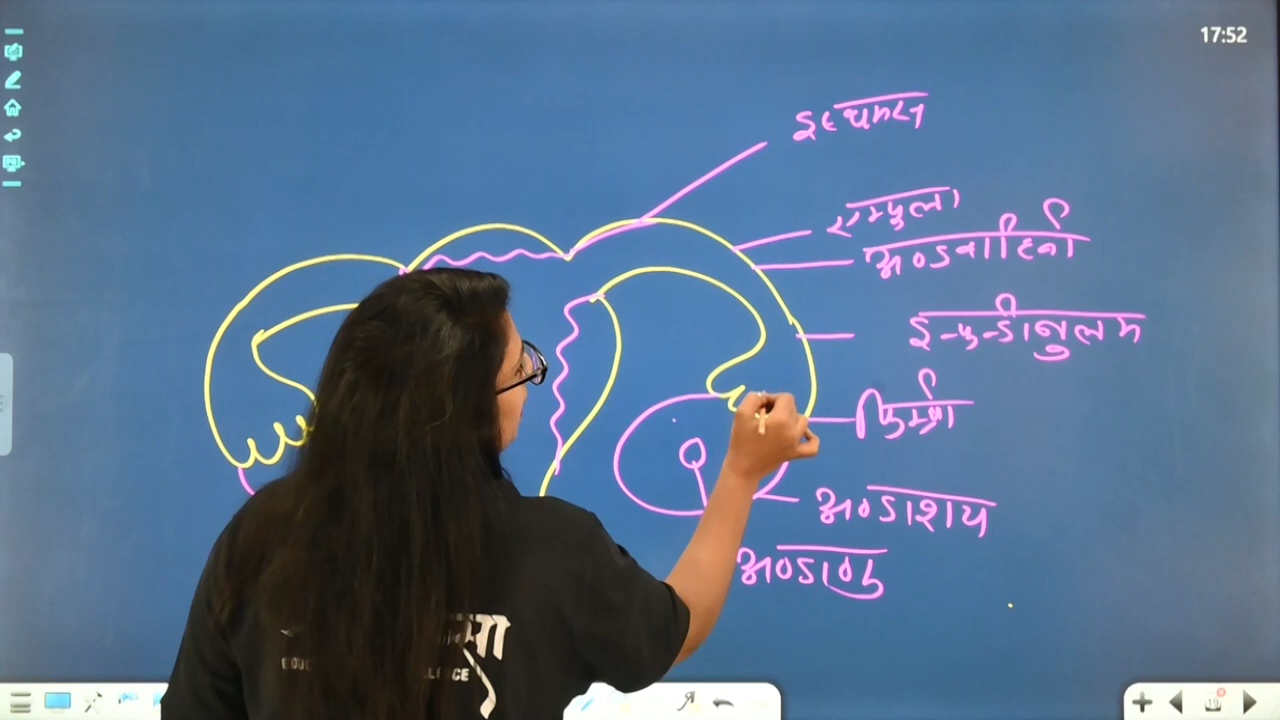 17:52
इस्थमस
एम्पुला
अण्डवाहिनी
इन्फन्डीबुलम
फिम्ब्री
अण्डाशय
अण्डाणु